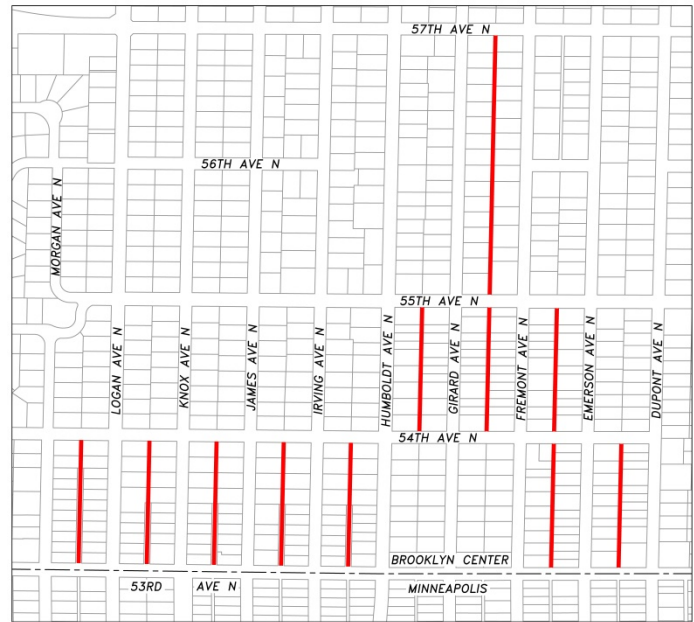 57TH AVE N
56TH AVE N
MORGAN AVE N
55TH AVE N
LOGAN AVE N
KNOX AVE N
JAMES AVE N
IRVING AVE N
HUMBOLDT AVE N
GIRARD AVE N
FREMONT AVE N
EMERSON AVE N
DUPONT AVE N
54TH AVE N
BROOKLYN CENTER
53RD AVE N
MINNEAPOLIS